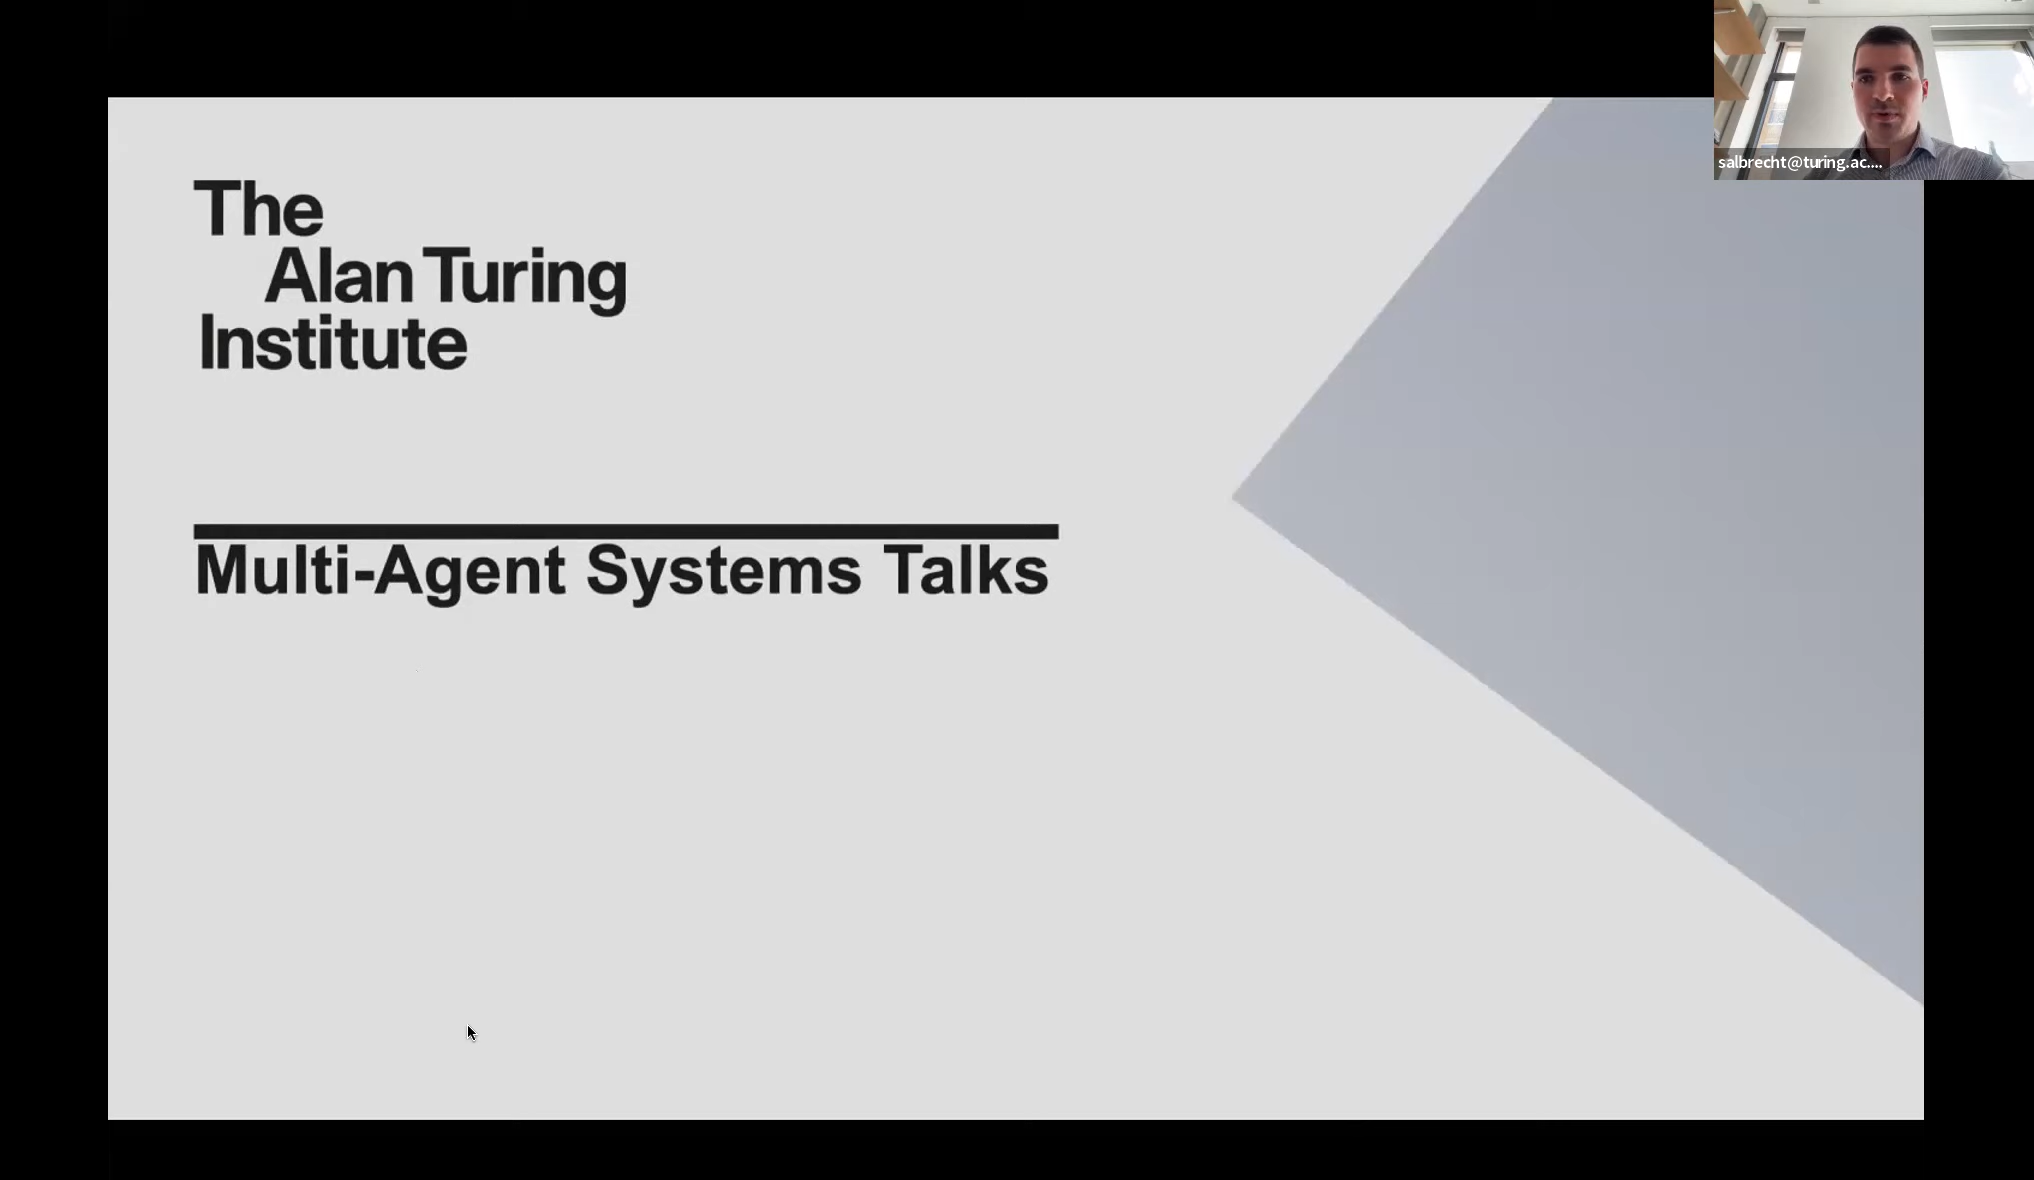 The
Alan Turing
Institute
Multi-Agent Systems Talks
salbrecht@turing.ac....